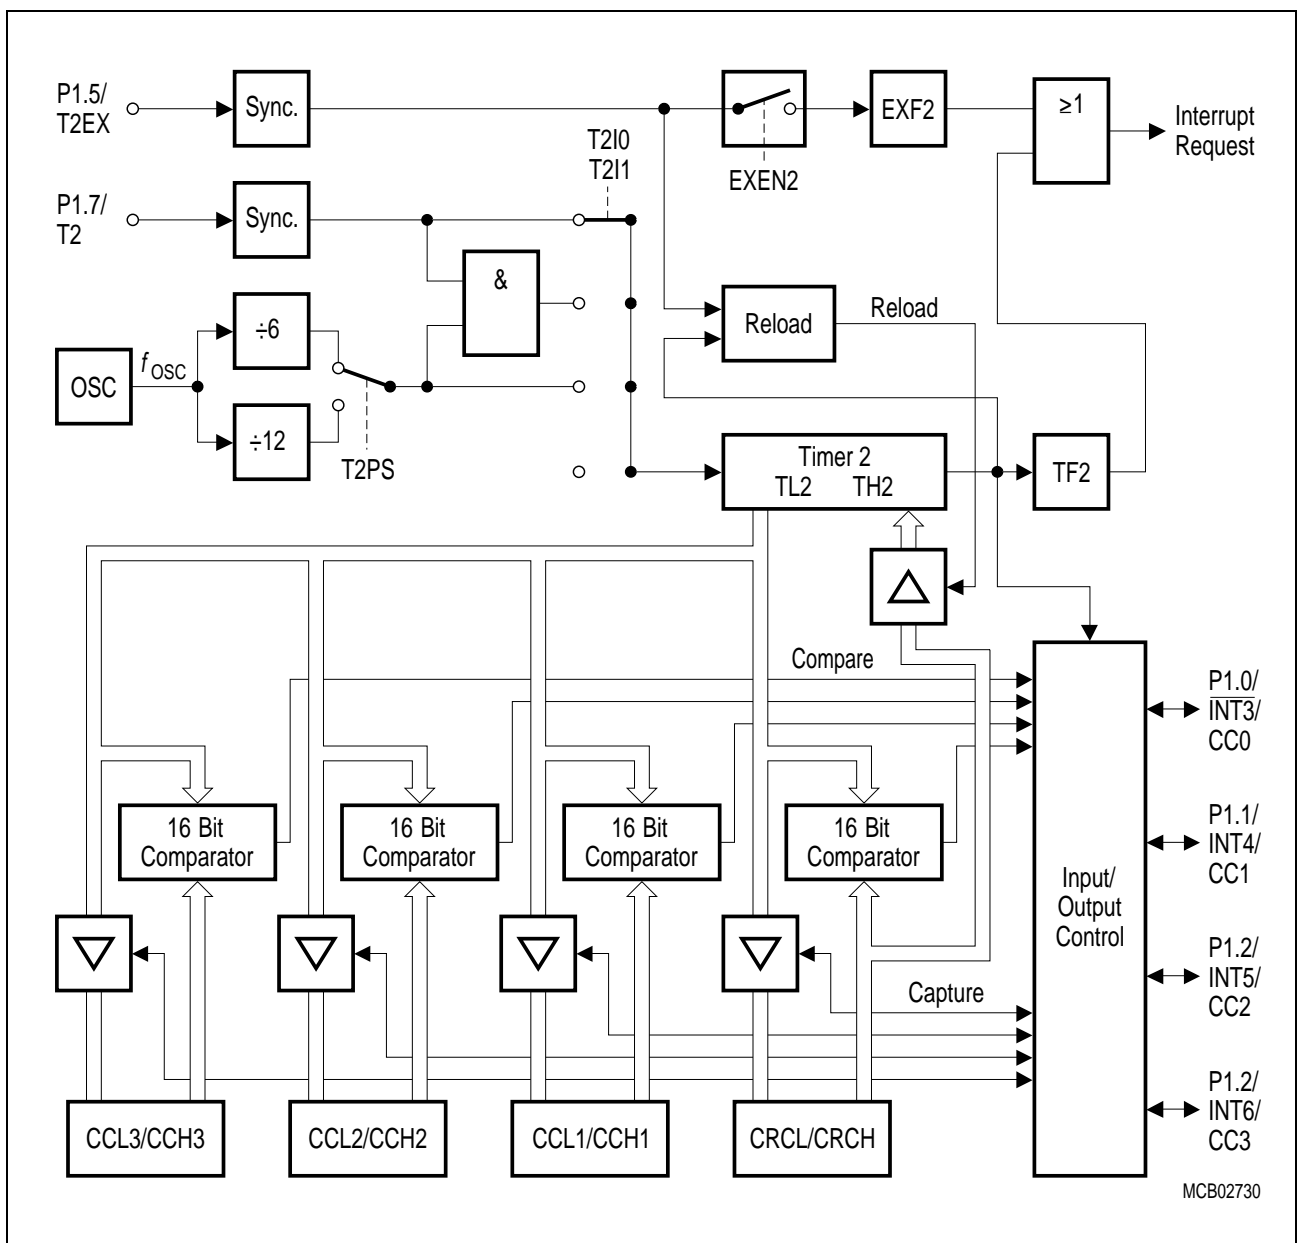 P1.5/
T2EX
Sync.
EXEN2
EXF2
≥1
Interrupt
Request
T2I0
T2I1
P1.7/
T2
Sync.
&
÷6
OSC
f OSC
÷12
T2PS
Reload
Reload
Timer 2
TL2 TH2
TF2
Compare
16 Bit
Comparator
16 Bit
Comparator
16 Bit
Comparator
16 Bit
Comparator
Capture
Input/
Output
Control
P1.0/
INT3/
CC0
P1.1/
INT4/
CC1
P1.2/
INT5/
CC2
P1.2/
INT6/
CC3
CCL3/CCH3
CCL2/CCH2
CCL1/CCH1
CRCL/CRCH
MCB02730